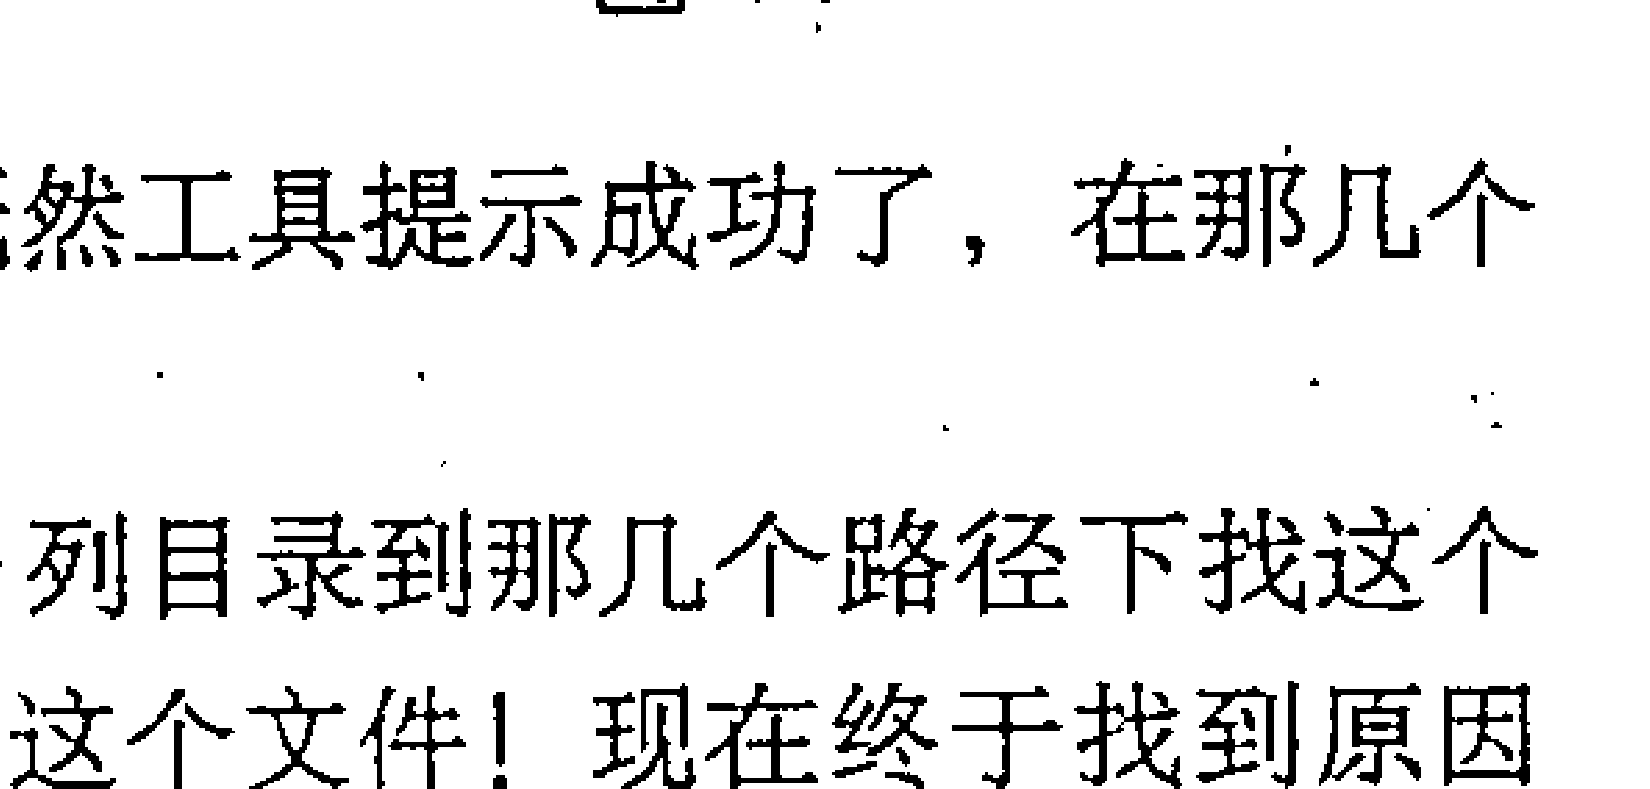 然工具提示成功了，在那几个
列目录到那几个路径下找这个
这个文件！现在终于找到原因